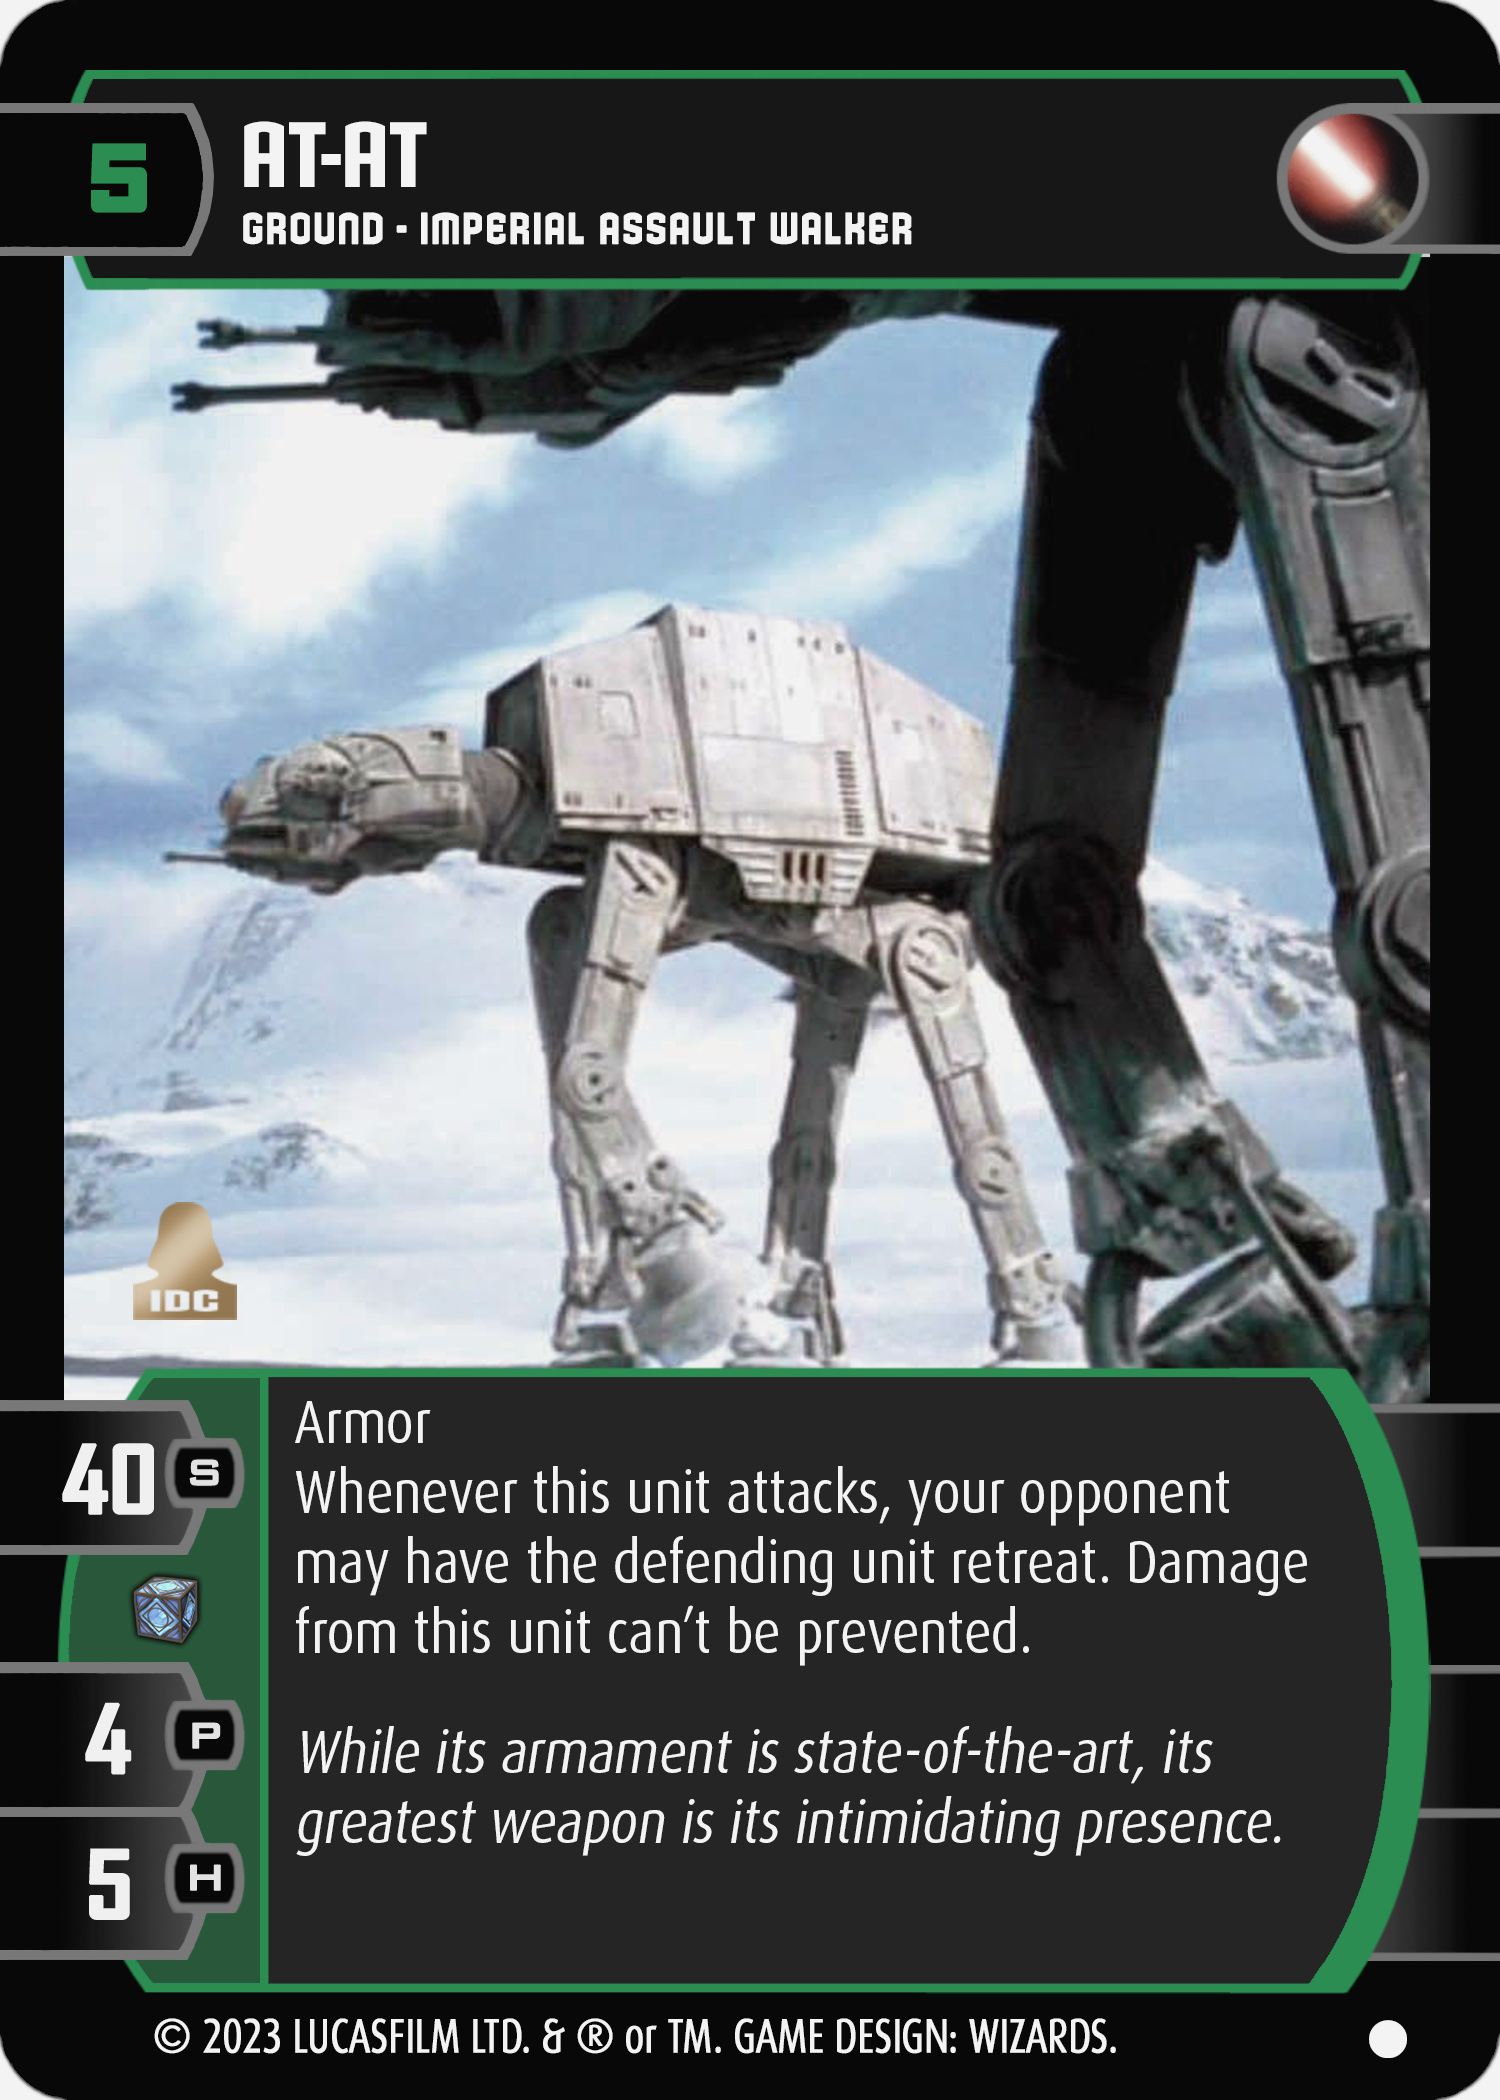 5
AT-AT
GROUND - IMPERIAL ASSAULT WALKER
IDC
40 S
4 P
5 H
Armor
Whenever this unit attacks, your opponent
may have the defending unit retreat. Damage
from this unit can’t be prevented.
While its armament is state-of-the-art, its
greatest weapon is its intimidating presence.
© 2023 LUCASFILM LTD. & ® or TM. GAME DESIGN: WIZARDS.